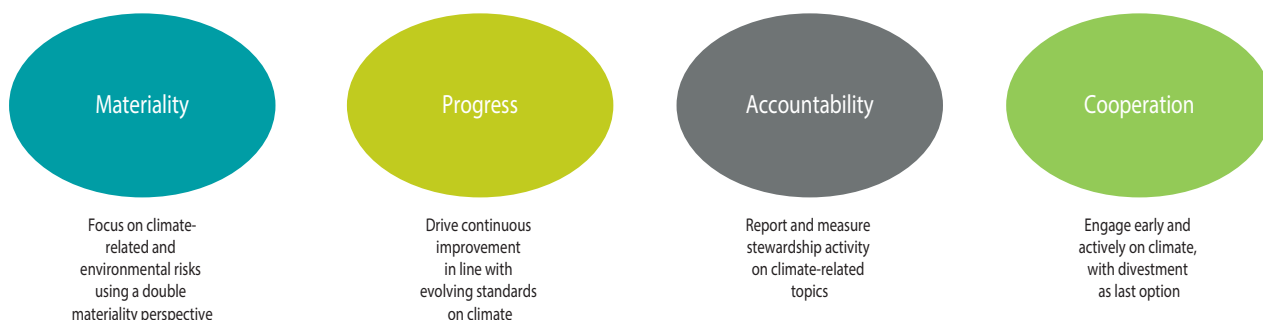 Materiality
Focus on climate-
related and
environmental risks
using a double
materiality perspective
Progress
Drive continuous
improvement
in line with
evolving standards
on climate
Accountability
Report and measure
stewardship activity
on climate-related
topics
Cooperation
Engage early and
actively on climate,
with divestment
as last option